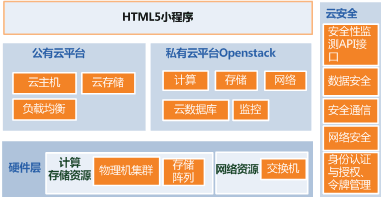 HTML5小程序
公有云平台
云主机
云存储
负载均衡
私有云平台Openstack
计算
存储
网络
云数据库
监控
硬件层
计算
存储资源
物理机集群
存储
阵列
网络资源
交换机
云安全
安全性监
测API接
口
数据安全
安全通信
网络安全
身份认证
与授权、
令牌管理